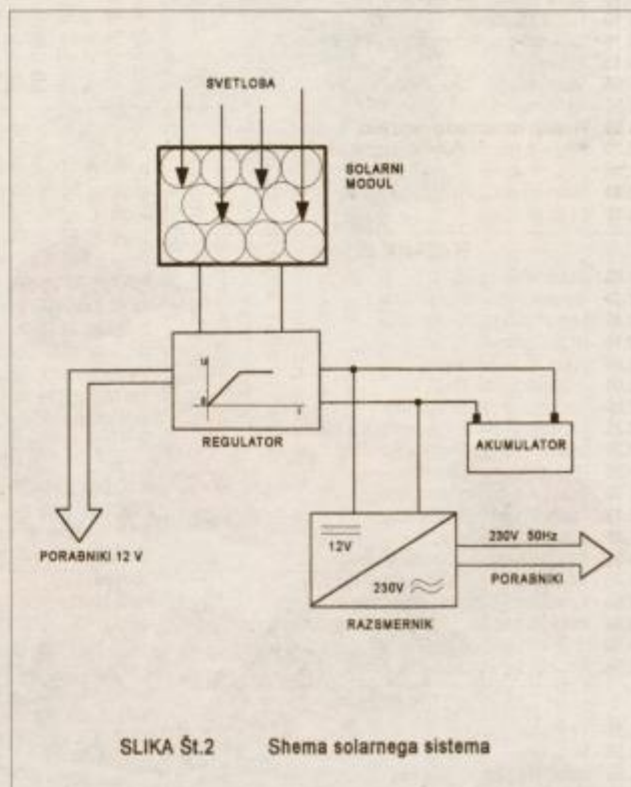 SVETLOBA
SOLARNI
MODUL
U
0
REGULATOR
AKUMULATOR
PORABNIKI 12 V
12V
230V
230V 50Hz
PORABNIKI
RAZSMERNIK
SLIKA Št.2 Shema solarnega sistema